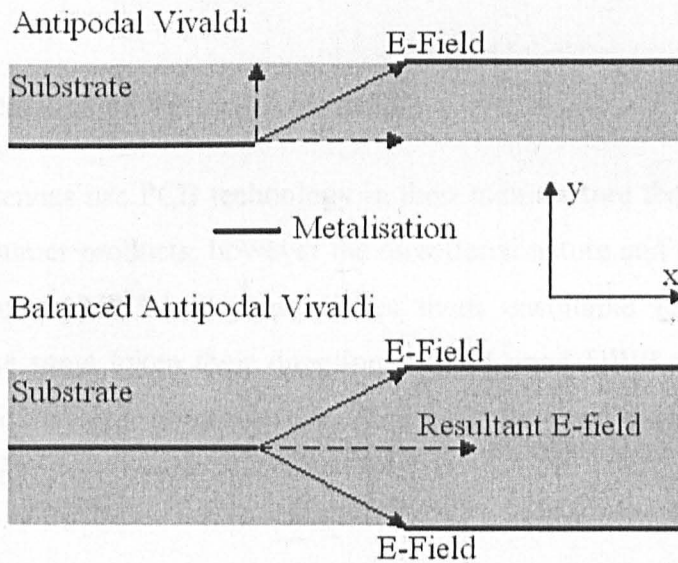 Antipodal Vivaldi
E-Field
Substrate
y
Metalisation
x
Balanced Antipodal Vivaldi
E-Field
Substrate
Resultant E-field
E-Field